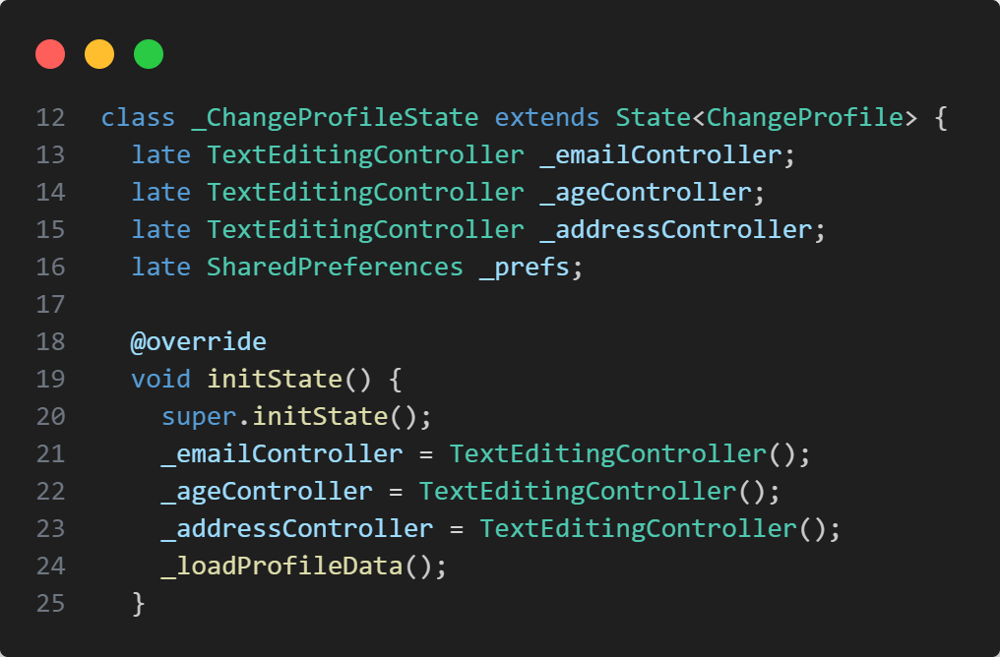 12 class _ChangeProfileState extends State<ChangeProfile> {
13   late TextEditingController _emailController;
14   late TextEditingController _ageController;
15   late TextEditingController _addressController;
16   late SharedPreferences _prefs;
17
18   @override
19   void initState() {
20     super.initState();
21     _emailController = TextEditingController();
22     _ageController = TextEditingController();
23     _addressController = TextEditingController();
24     _loadProfileData();
25   }